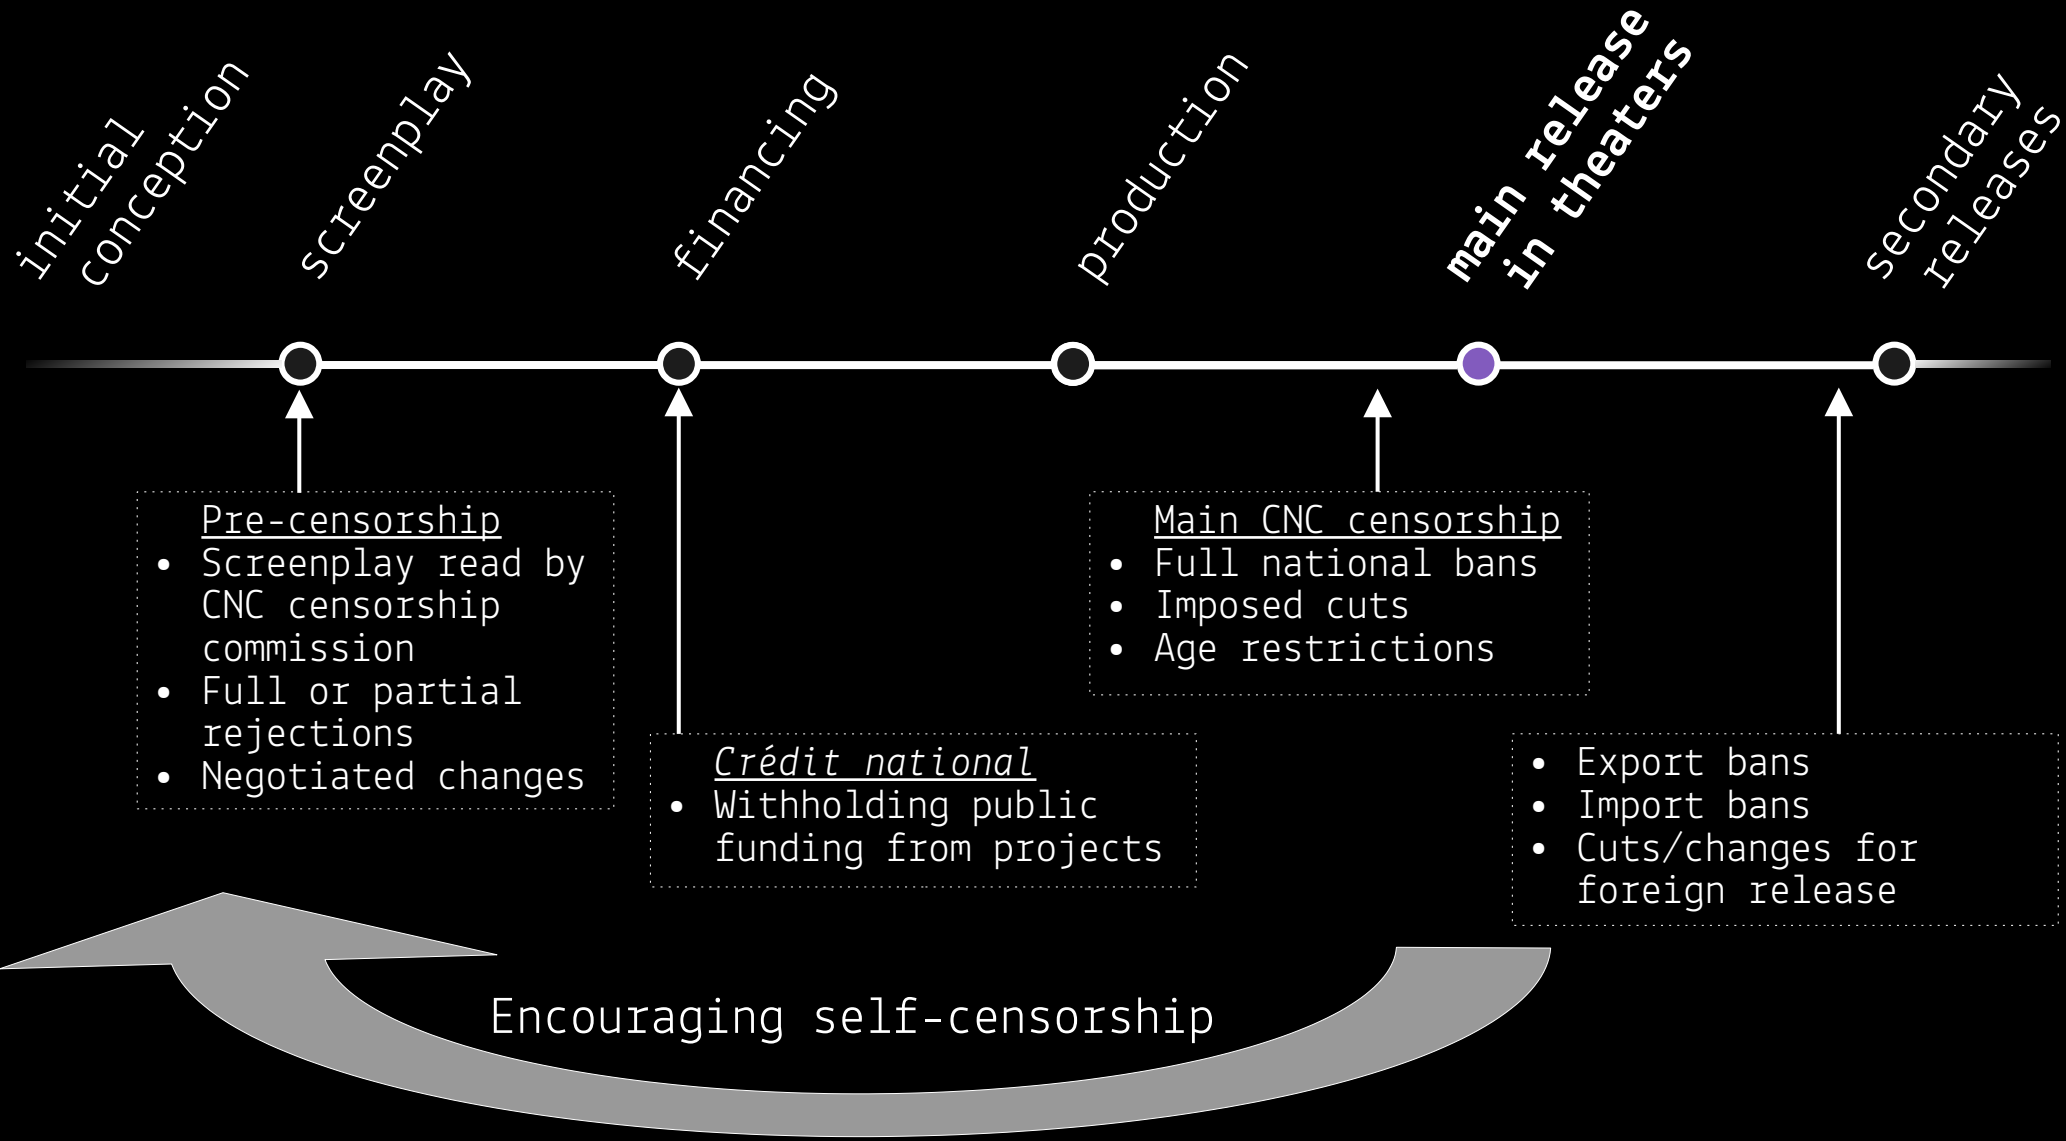 initial
conception
screenplay
financing
production
main release
in theaters
secondary
releases
Pre-censorship
• Screenplay read by
CNC censorship
commission
• Full or partial
rejections
• Negotiated changes
Crédit national
• Withholding public
funding from projects
Main CNC censorship
• Full national bans
• Imposed cuts
• Age restrictions
• Export bans
• Import bans
• Cuts/changes for
foreign release
Encouraging self-censorship